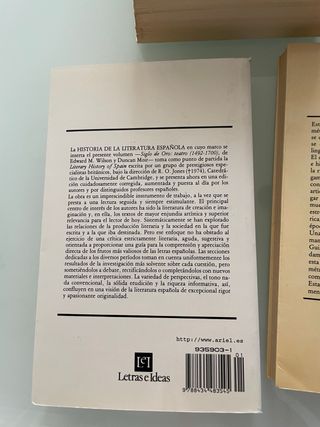 La HISTORIA DE LA LITERATURA ESPAÑOLA en cuyo marco se
inserta el presente volumen —Siglo de Oro: teatro (1492-1700), de
Edward M. Wilson y Duncan Moir— toma como punto de partida la
Literary History of Spain escrita por un grupo de prestigiosos espe-
cialistas británicos, bajo la dirección de R. O. Jones (†1974), Catedrá-
tico de la Universidad de Cambridge, y se presenta ahora en una edi-
ción cuidadosamente corregida, aumentada y puesta al día por los
autores y por distinguidos profesores españoles.
La obra es un imprescindible instrumento de trabajo, a la vez que se
presta a una lectura seguida y siempre estimulante. El principal
centro de interés de los autores ha sido la literatura de creación e ima-
ginación y, en ella, los textos de mayor enjundia artística y superior
relevancia para el lector de hoy. Sistemáticamente se han explorado
las relaciones de la producción literaria y la sociedad en la que fue
escrita y a la que iba destinada. Pero ese enfoque no ha obstado al
ejercicio de una crítica estrictamente literaria, aguda, sugestiva y
orientada a proporcionar una guía para la comprensión y apreciación
directa de los frutos más valiosos de las letras españolas. Las secciones
dedicadas a los diversos períodos toman en cuenta uniformemente los
resultados de la investigación más solvente sobre cada cuestión, pero
sometiéndolos a debate, rectificándolos o completándolos con nuevos
materiales e interpretaciones. La variedad de perspectivas, el tono na-
da convencional, la sólida erudición y la riqueza informativa, así,
confluyen en una visión de la literatura española de excepcional rigor
y apasionante originalidad.
http://www.ariel.es
935903-1
01
9 788434 483545
Letras e Ideas